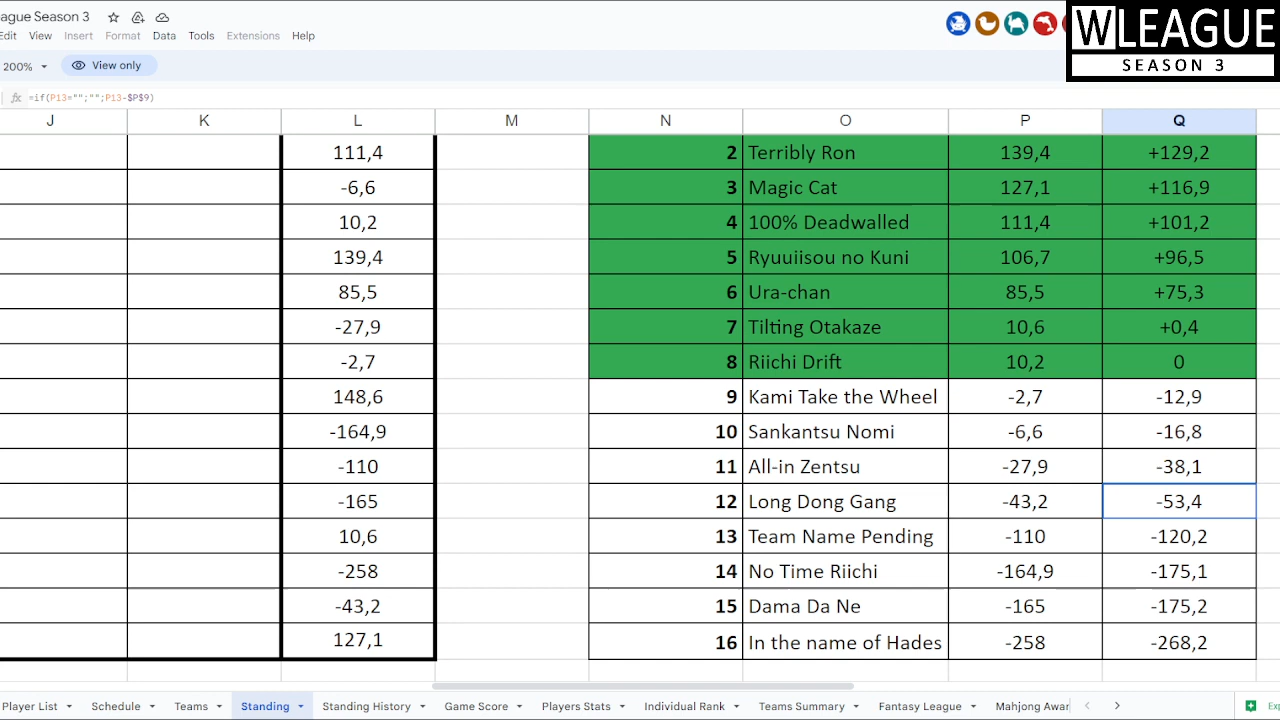 ague Season 3
Edit View Insert Format Data Tools Extensions Help
200% View only
WLEAGUE
SEASON 3
fx =if(P13="";"";P13-$P$9)
J K L M N O P Q
111,4 2 Terribly Ron 139,4 +129,2
-6,6 3 Magic Cat 127,1 +116,9
10,2 4 100% Deadwalled 111,4 +101,2
139,4 5 Ryuuiisou no Kuni 106,7 +96,5
85,5 6 Ura-chan 85,5 +75,3
-27,9 7 Tilting Otakaze 10,6 +0,4
-2,7 8 Riichi Drift 10,2 0
148,6 9 Kami Take the Wheel -2,7 -12,9
-164,9 10 Sankantsu Nomi -6,6 -16,8
-110 11 All-in Zentsu -27,9 -38,1
-165 12 Long Dong Gang -43,2 -53,4
10,6 13 Team Name Pending -110 -120,2
-258 14 No Time Riichi -164,9 -175,1
-43,2 15 Dama Da Ne -165 -175,2
127,1 16 In the name of Hades -258 -268,2
Player List Schedule Teams Standing Standing History Game Score Players Stats Individual Rank Teams Summary Fantasy League Mahjong Awar Exp